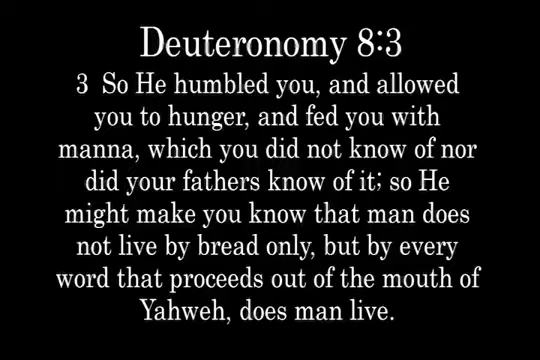 Deuteronomy 8:3
3 So He humbled you, and allowed
you to hunger, and fed you with
manna, which you did not know of nor
did your fathers know of it; so He
might make you know that man does
not live by bread only, but by every
word that proceeds out of the mouth of
Yahweh, does man live.